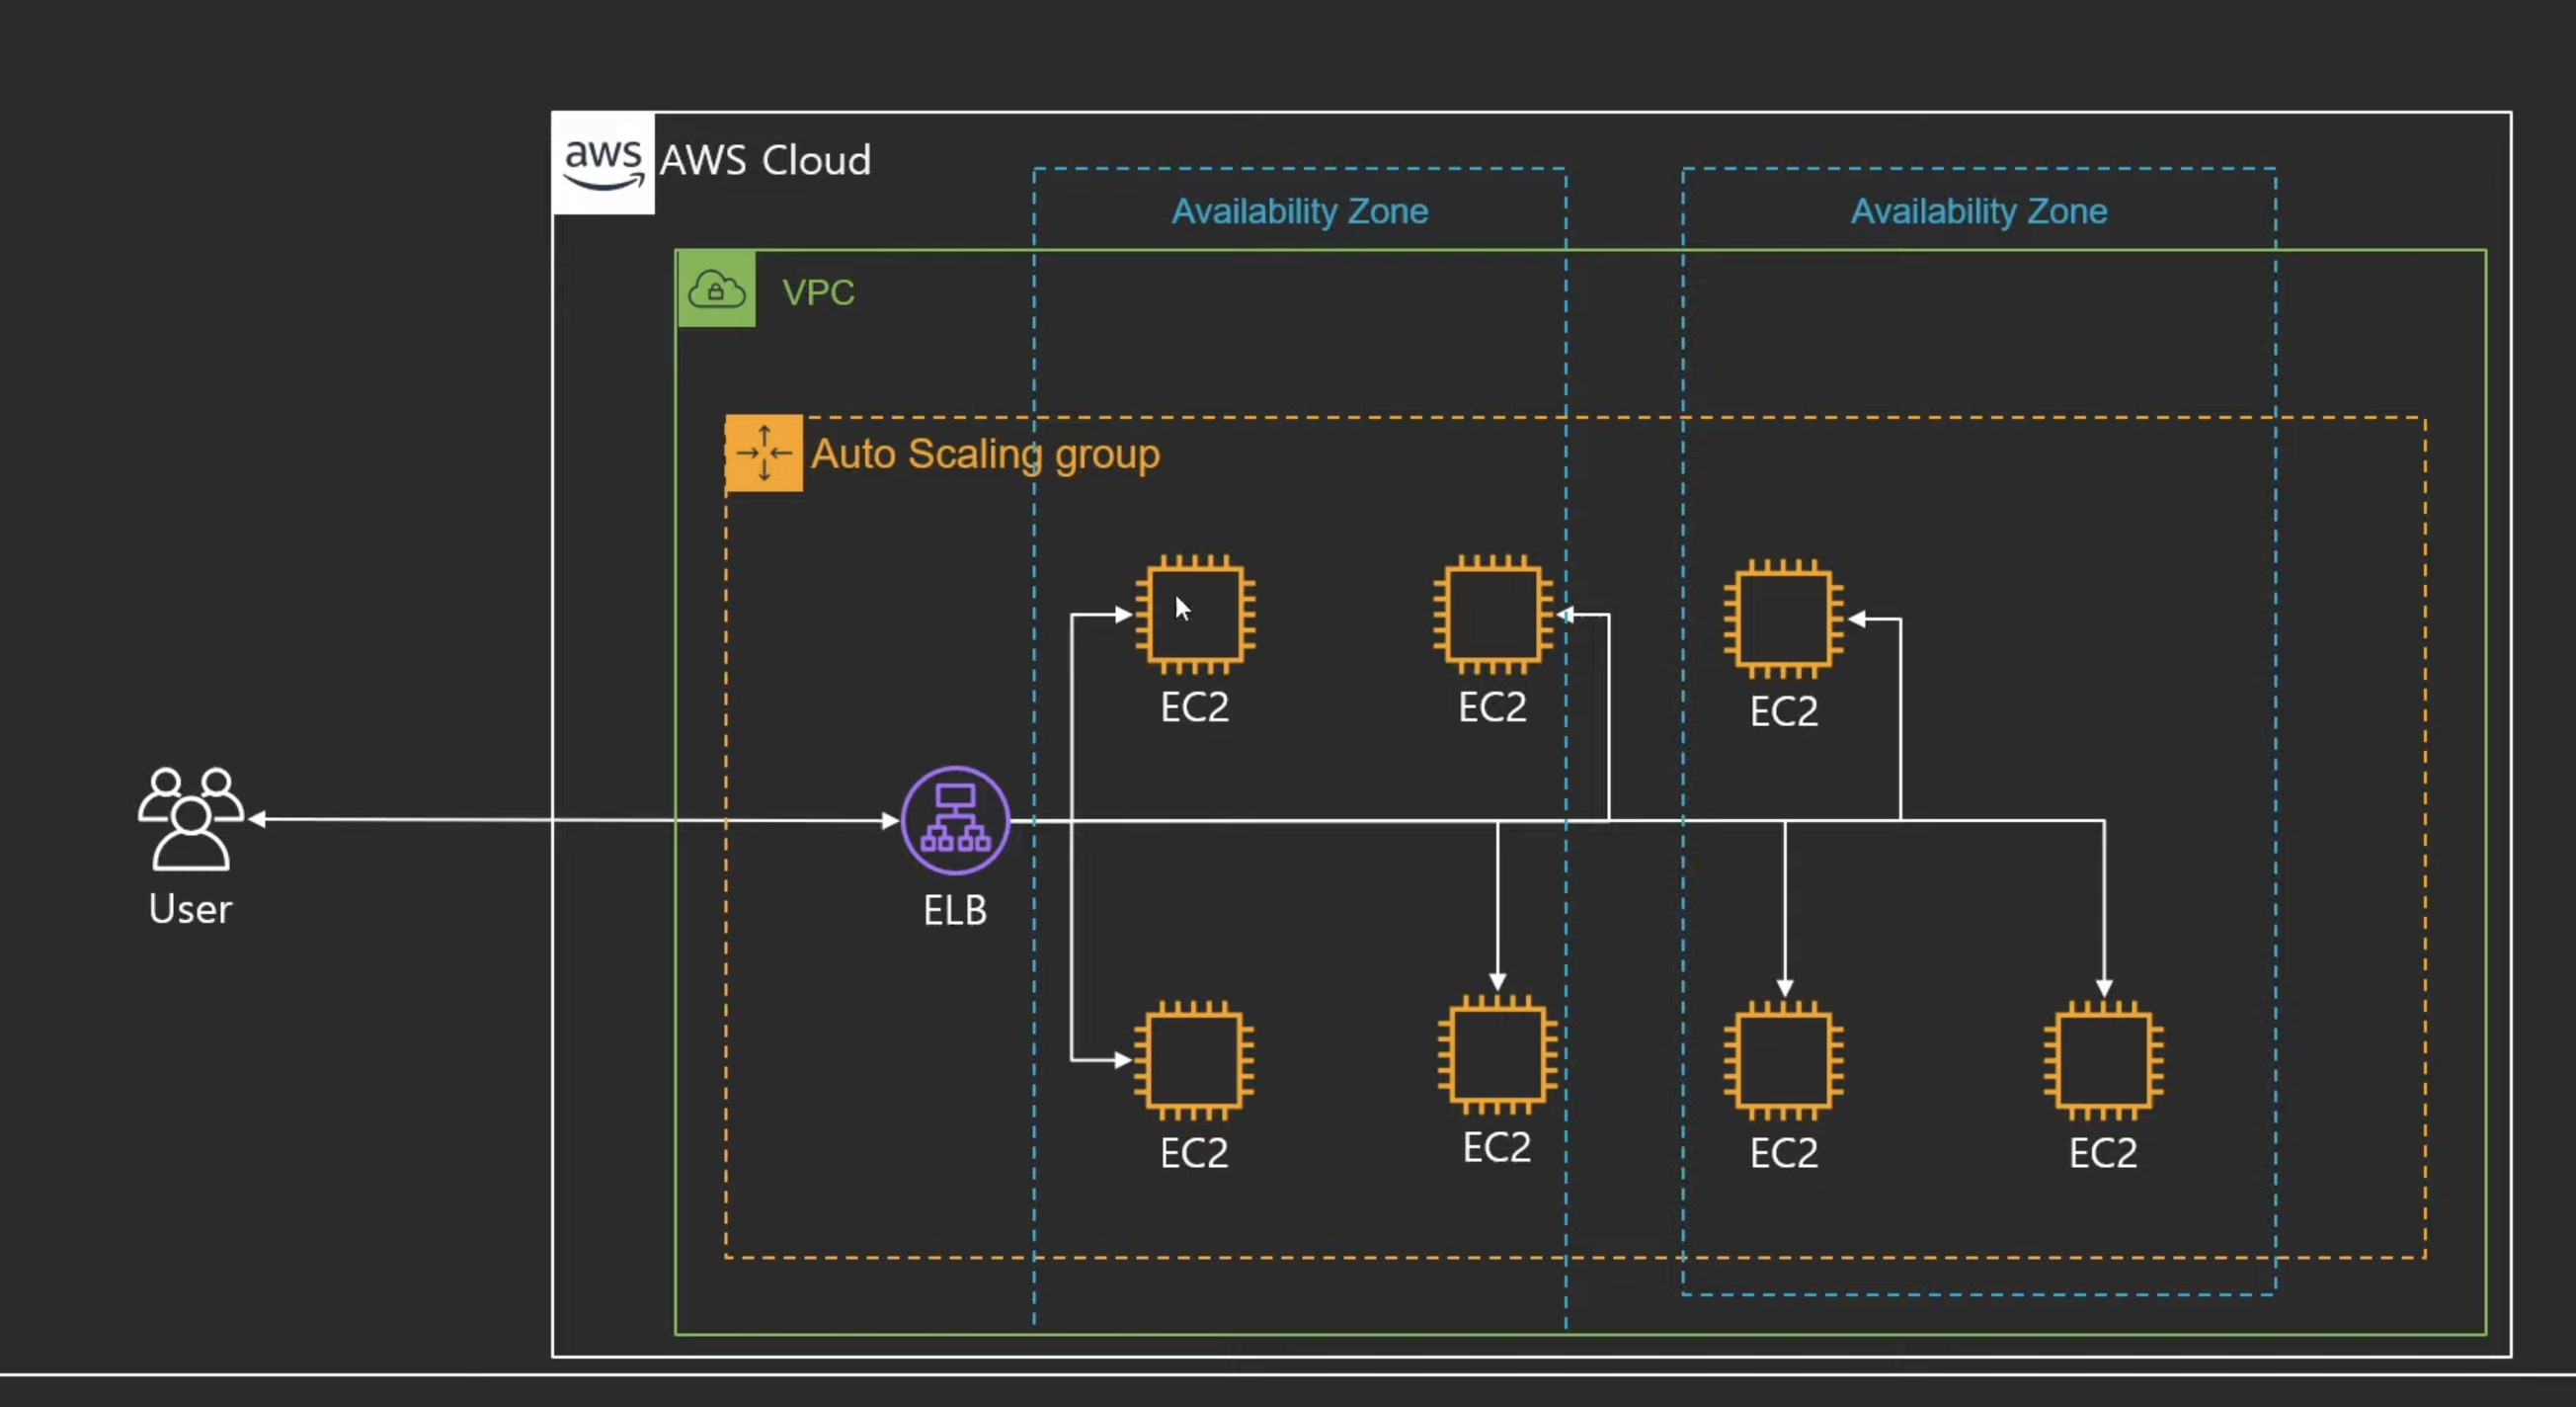 aws
AWS Cloud
Availability Zone
Availability Zone
VPC
Auto Scaling group
EC2
EC2
EC2
User
ELB
EC2
EC2
EC2
EC2